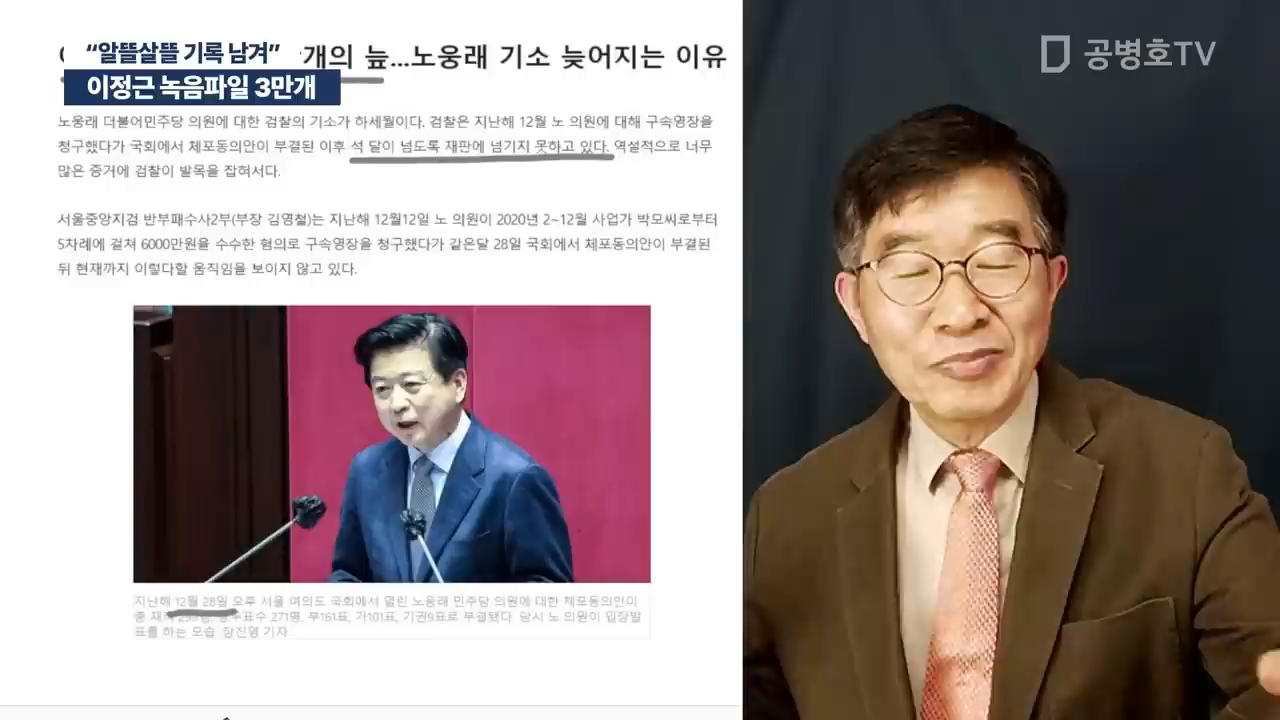 “알뜰살뜰 기록 남겨”
이정근 녹음파일 3만개
개의 늪...노웅래 기소 늦어지는 이유
공병호TV
노웅래 더불어민주당 의원에 대한 검찰의 기소가 하세월이다. 검찰은 지난해 12월 노 의원에 대해 구속영장을
청구했다가 국회에서 체포동의안이 부결된 이후 석 달이 넘도록 재판에 넘기지 못하고 있다. 역설적으로 너무
많은 증거에 검찰이 발목을 잡혀서다.
서울중앙지검 반부패수사2부(부장 김영철)는 지난해 12월12일 노 의원이 2020년 2~12월 사업가 박모씨로부터
5차례에 걸쳐 6000만원을 수수한 혐의로 구속영장을 청구했다가 같은달 28일 국회에서 체포동의안이 부결된
뒤 현재까지 이렇다할 움직임을 보이지 않고 있다.
지난해 12월 28일 오후 서울 여의도 국회에서 열린 노웅래 민주당 의원에 대한 체포동의안이
총 271명, 부161표, 가101표, 기권9표로 부결됐다. 당시 노 의원이 입장발
표를 하는 모습. 장진영 기자